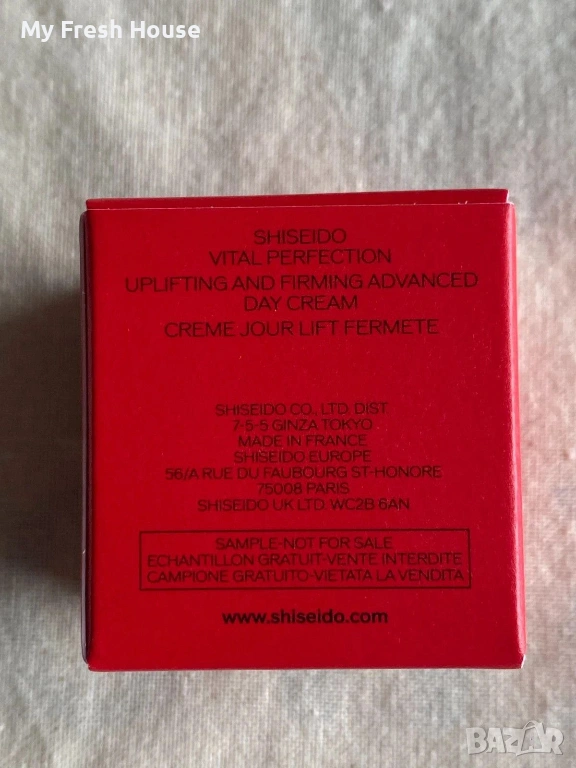 My Fresh House
SHISEIDO
VITAL PERFECTION
UPLIFTING AND FIRMING ADVANCED
DAY CREAM
CREME JOUR LIFT FERMETE
SHISEIDO CO., LTD. DIST.
7-5-5 GINZA TOKYO
MADE IN FRANCE
SHISEIDO EUROPE
56/A RUE DU FAUBOURG ST-HONORE
75008 PARIS
SHISEIDO UK LTD: WC2B 6AN
SAMPLE-NOT FOR SALE
ECHANTILLON GRATUIT-VENTE INTERDITE
CAMPIONE GRATUITO-VIETATA LA VENDITA
www.shiseido.com
BAZAR